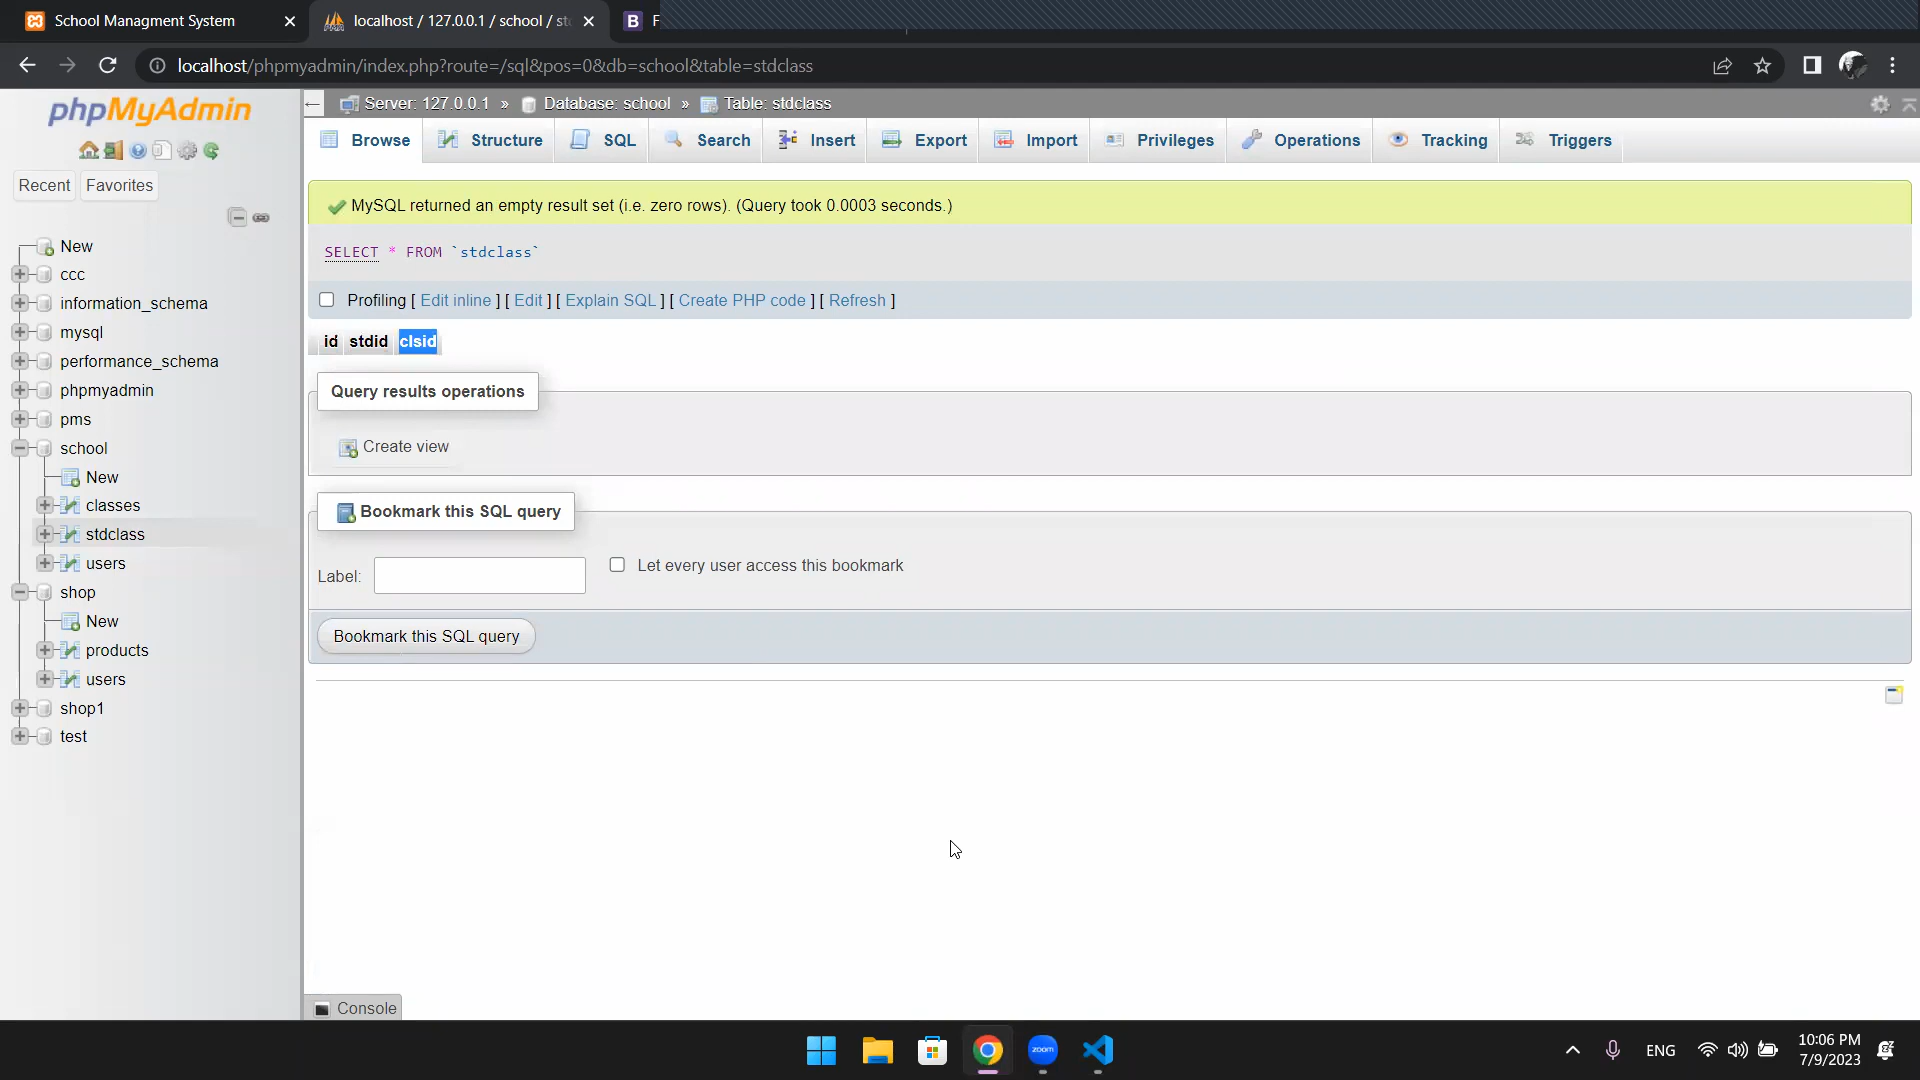 School Managment System
localhost / 127.0.0.1 / school / st
F
localhost/phpmyadmin/index.php?route=/sql&pos=0&db=school&table=stdclass
phpMyAdmin
Recent Favorites
New
ccc
information_schema
mysql
performance_schema
phpmyadmin
pms
school
New
classes
stdclass
users
shop
New
products
users
shop1
test
Server: 127.0.0.1 » Database: school » Table: stdclass
Browse Structure SQL Search Insert Export Import Privileges Operations Tracking Triggers
MySQL returned an empty result set (i.e. zero rows). (Query took 0.0003 seconds.)
SELECT * FROM `stdclass`
Profiling [ Edit inline ] [ Edit ] [ Explain SQL ] [ Create PHP code ] [ Refresh ]
id stdid clsid
Query results operations
Create view
Bookmark this SQL query
Label:
Let every user access this bookmark
Bookmark this SQL query
Console
zoom
ENG
10:06 PM
7/9/2023